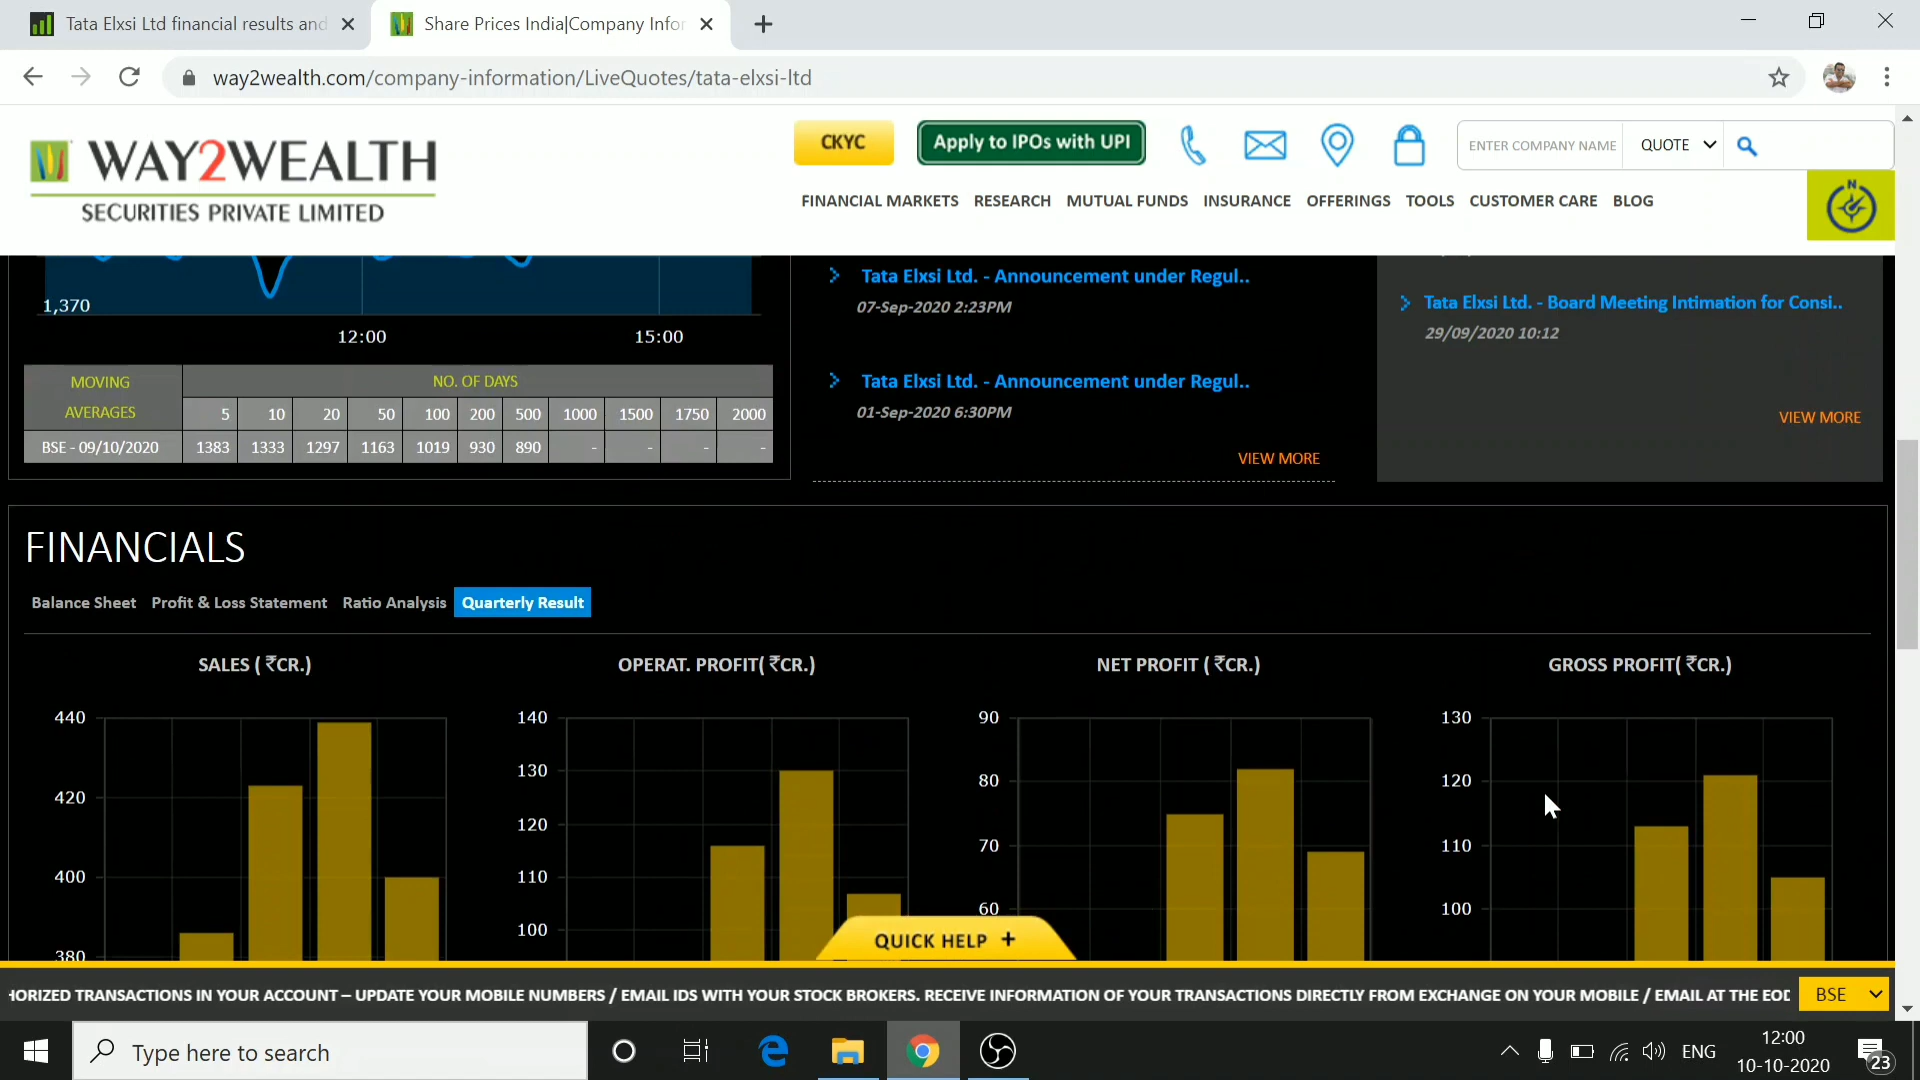 Tata Elxsi Ltd financial results and
Share Prices India|Company Infor
way2wealth.com/company-information/LiveQuotes/tata-elxsi-ltd
WAY2WEALTH
SECURITIES PRIVATE LIMITED
CKYC
Apply to IPOs with UPI
ENTER COMPANY NAME
QUOTE
FINANCIAL MARKETS RESEARCH MUTUAL FUNDS INSURANCE OFFERINGS TOOLS CUSTOMER CARE BLOG
N
1,370
12:00 15:00
Tata Elxsi Ltd. - Announcement under Regul..
07-Sep-2020 2:23PM
Tata Elxsi Ltd. - Announcement under Regul..
01-Sep-2020 6:30PM
VIEW MORE
Tata Elxsi Ltd. - Board Meeting Intimation for Consi..
29/09/2020 10:12
VIEW MORE
MOVING AVERAGES NO. OF DAYS
5 10 20 50 100 200 500 1000 1500 1750 2000
BSE - 09/10/2020 1383 1333 1297 1163 1019 930 890 - - - -
FINANCIALS
Balance Sheet Profit & Loss Statement Ratio Analysis Quarterly Result
SALES ( ₹CR.)
440
420
400
380
OPERAT. PROFIT( ₹CR.)
140
130
120
110
100
NET PROFIT ( ₹CR.)
90
80
70
60
GROSS PROFIT( ₹CR.)
130
120
110
100
QUICK HELP +
HORIZED TRANSACTIONS IN YOUR ACCOUNT – UPDATE YOUR MOBILE NUMBERS / EMAIL IDS WITH YOUR STOCK BROKERS. RECEIVE INFORMATION OF YOUR TRANSACTIONS DIRECTLY FROM EXCHANGE ON YOUR MOBILE / EMAIL AT THE EOD
BSE
Type here to search
ENG
12:00
10-10-2020
23